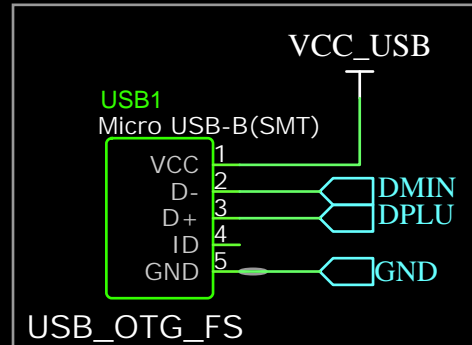 VCC_USB
USB1
Micro USB-B(SMT)
VCC 1
D- 2 DMIN
D+ 3 DPLU
ID 4
GND 5 GND
USB_OTG_FS